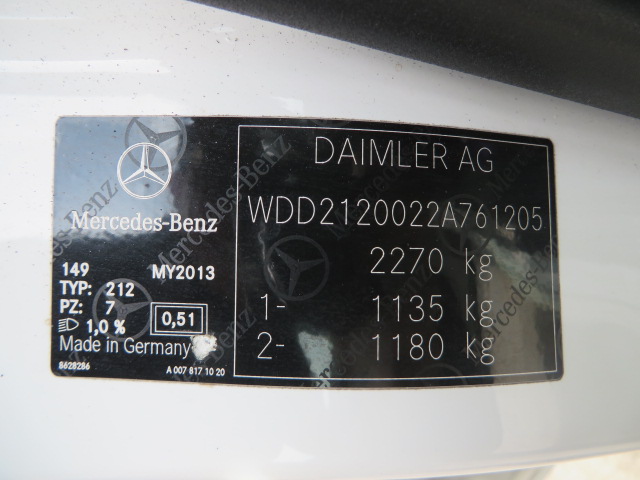 Mercedes-Benz
149 MY2013
TYP: 212
PZ: 7
1,0 % 0,51
Made in Germany
8628286 A 007 817 10 20
DAIMLER AG
WDD2120022A761205
2270 kg
1- 1135 kg
2- 1180 kg